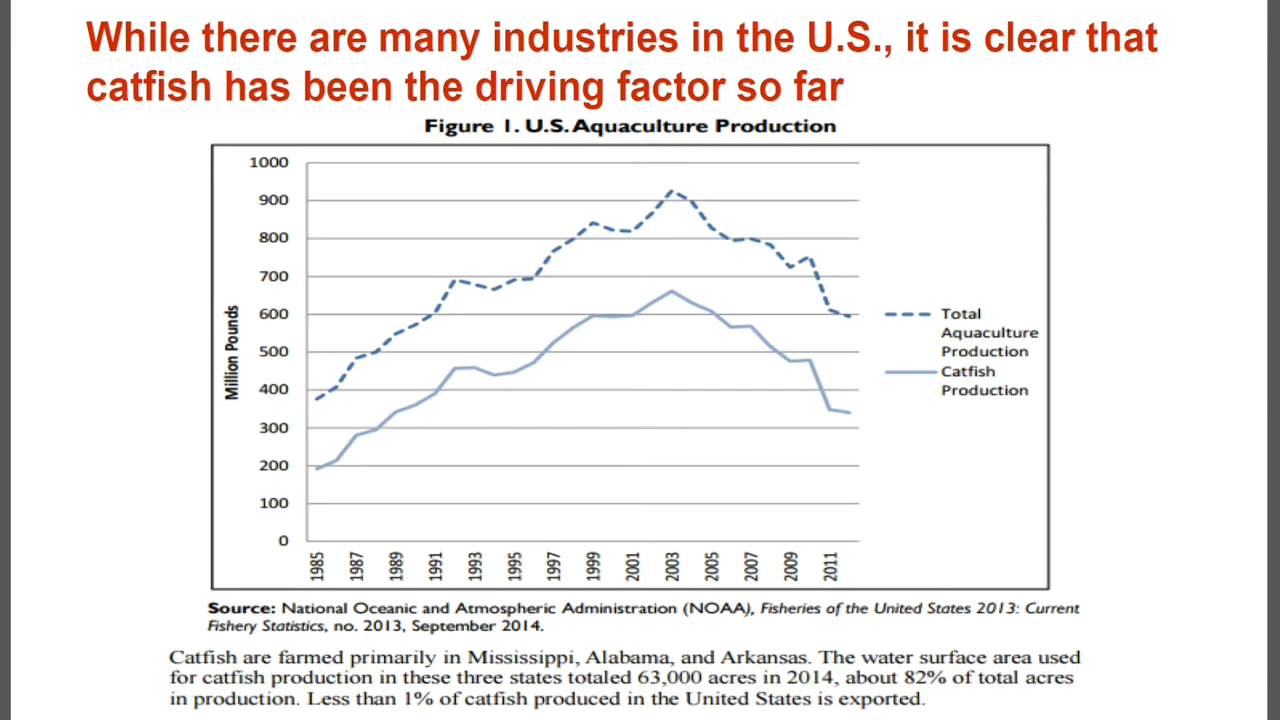 While there are many industries in the U.S., it is clear that
catfish has been the driving factor so far
Figure 1. U.S. Aquaculture Production
1000
900
800
700
600
500
400
300
200
100
0
Million Pounds
1985
1987
1989
1991
1993
1995
1997
1999
2001
2003
2005
2007
2009
2011
Total
Aquaculture
Production
Catfish
Production
Source: National Oceanic and Atmospheric Administration (NOAA), Fisheries of the United States 2013: Current
Fishery Statistics, no. 2013, September 2014.
Catfish are farmed primarily in Mississippi, Alabama, and Arkansas. The water surface area used
for catfish production in these three states totaled 63,000 acres in 2014, about 82% of total acres
in production. Less than 1% of catfish produced in the United States is exported.